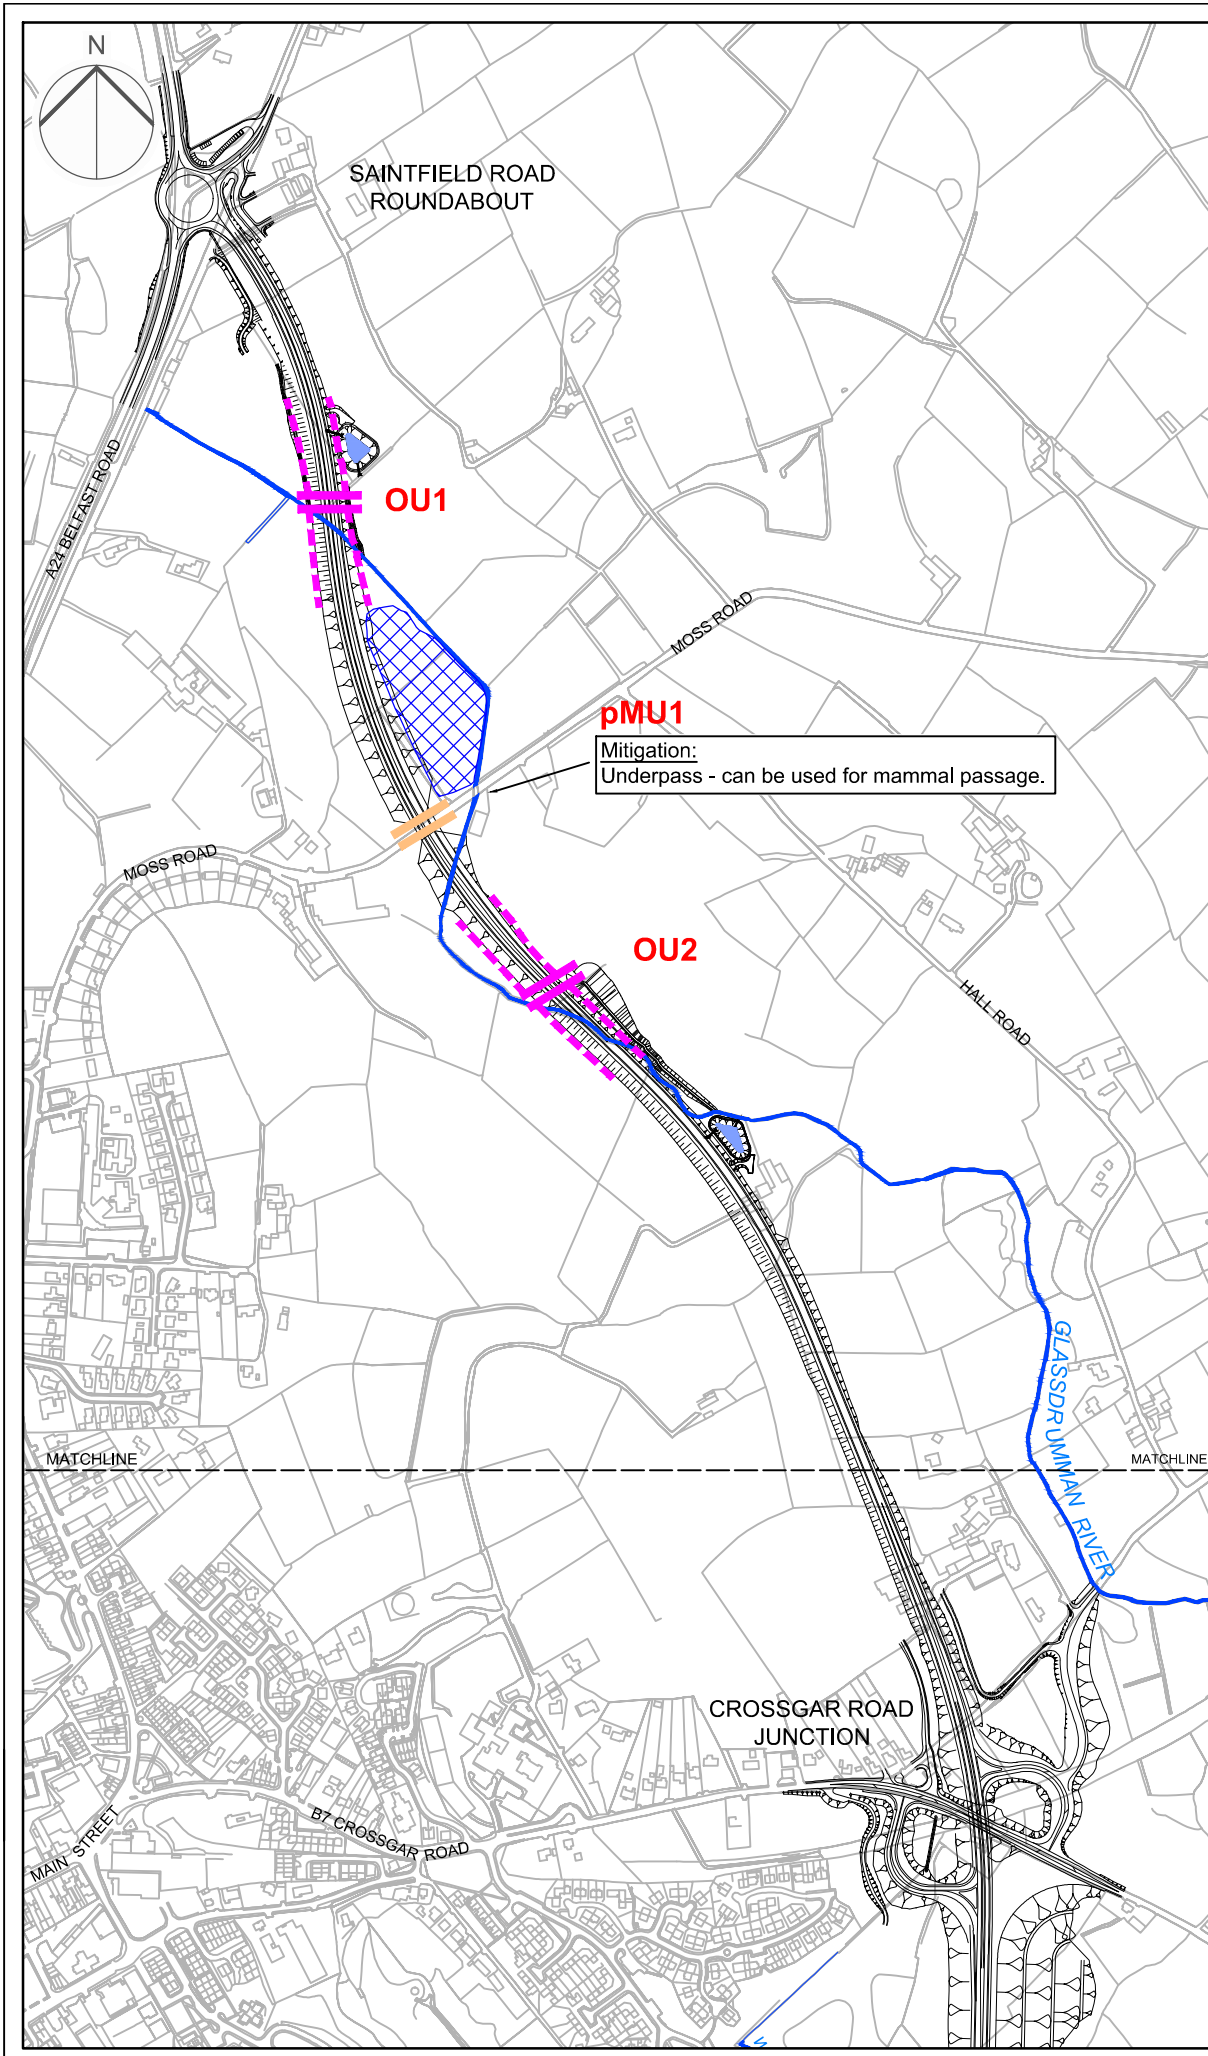 N
SAINTFIELD ROAD
ROUNDABOUT
A24 BELFAST ROAD
OU1
MOSS ROAD
pMU1
Mitigation:
Underpass - can be used for mammal passage.
MOSS ROAD
OU2
HALL ROAD
GLASSDRUMMAN RIVER
MATCHLINE
MATCHLINE
CROSSGAR ROAD
JUNCTION
MAIN STREET
B7 CROSSGAR ROAD